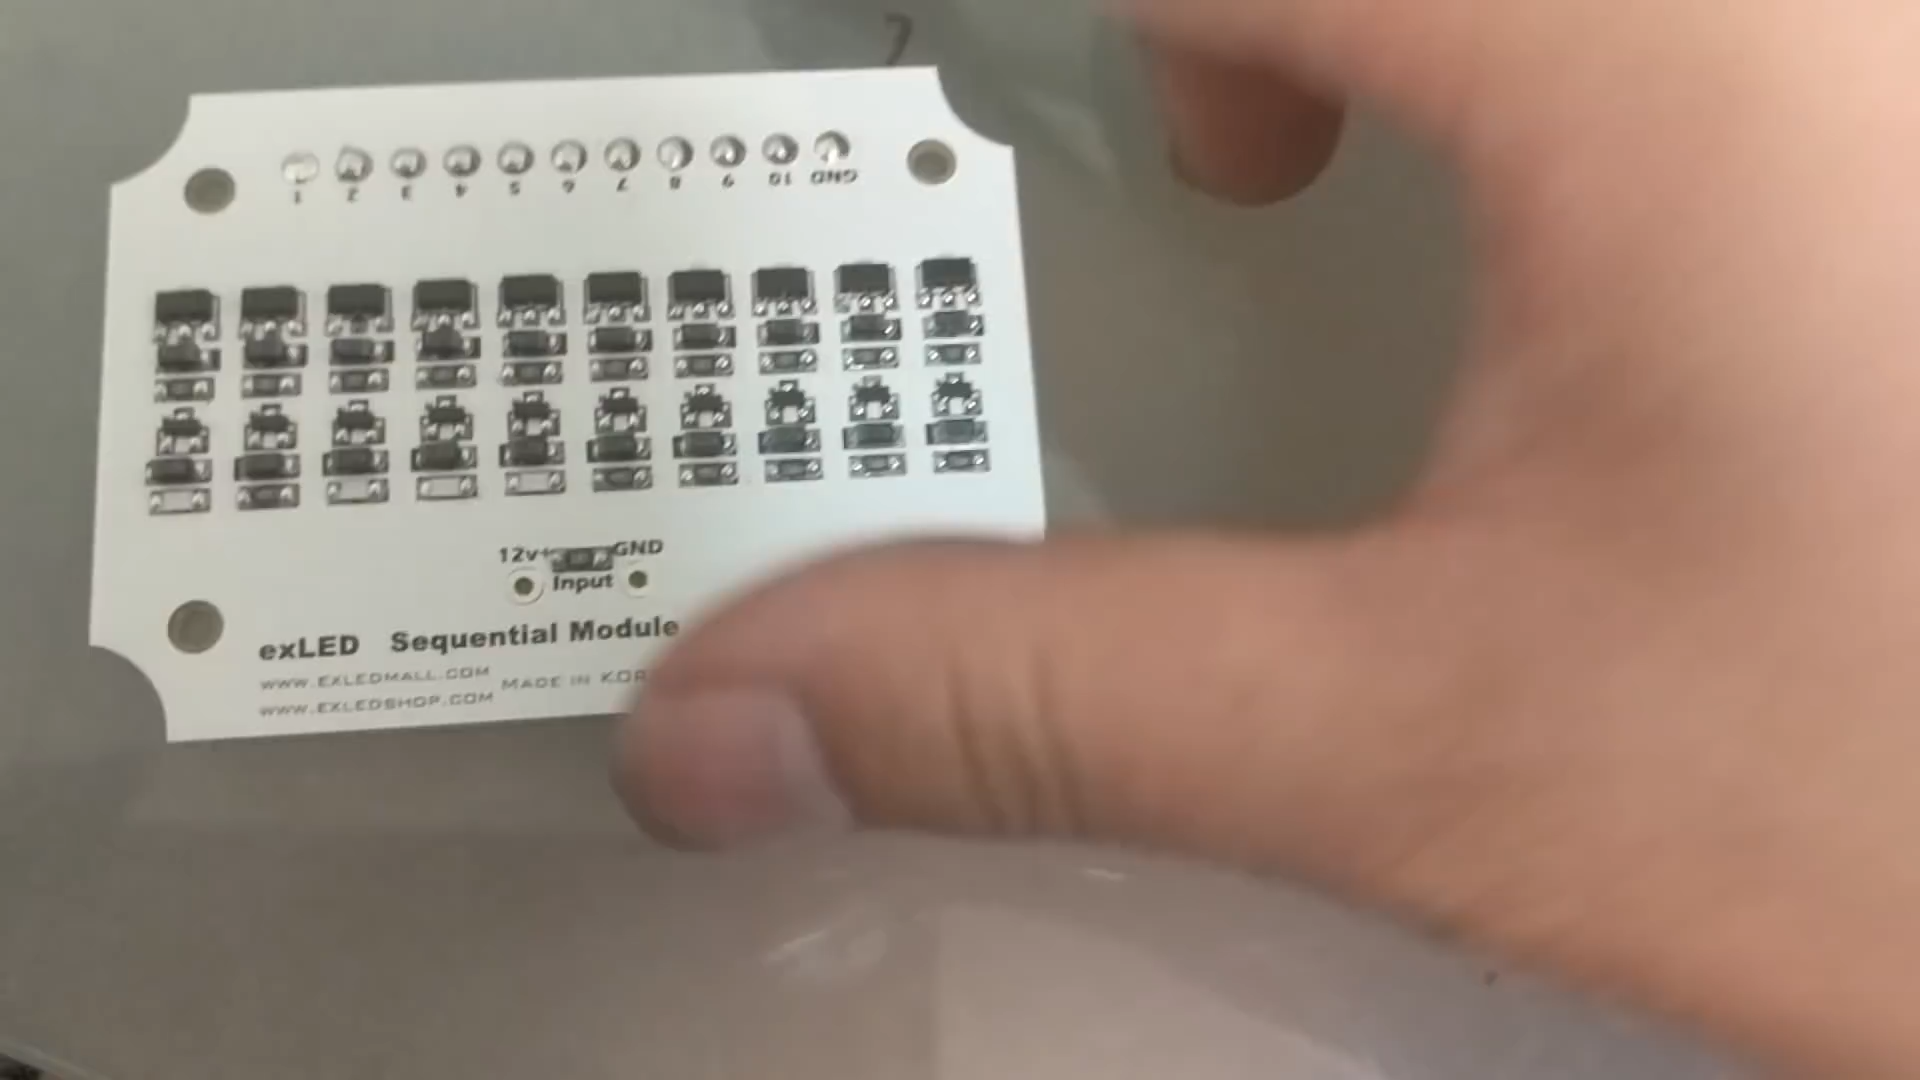 1 2 3 4 5 6 7 8 9 10 GND
12v+ GND
Input
exLED Sequential Module
WWW.EXLEDMALL.COM
MADE IN KOR
WWW.EXLEDSHOP.COM